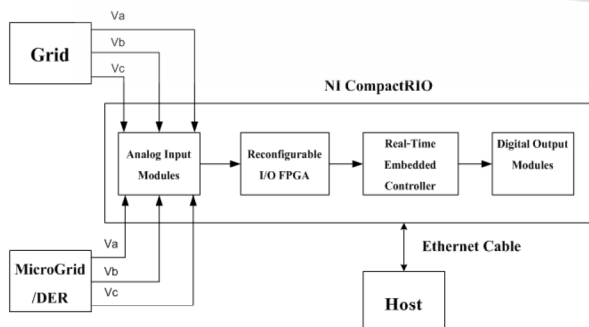 Va
Vb
Vc
Grid
NI CompactRIO
Analog Input
Modules
Reconfigurable
I/O FPGA
Real-Time
Embedded
Controller
Digital Output
Modules
Va
Vb
Vc
MicroGrid
/DER
Ethernet Cable
Host